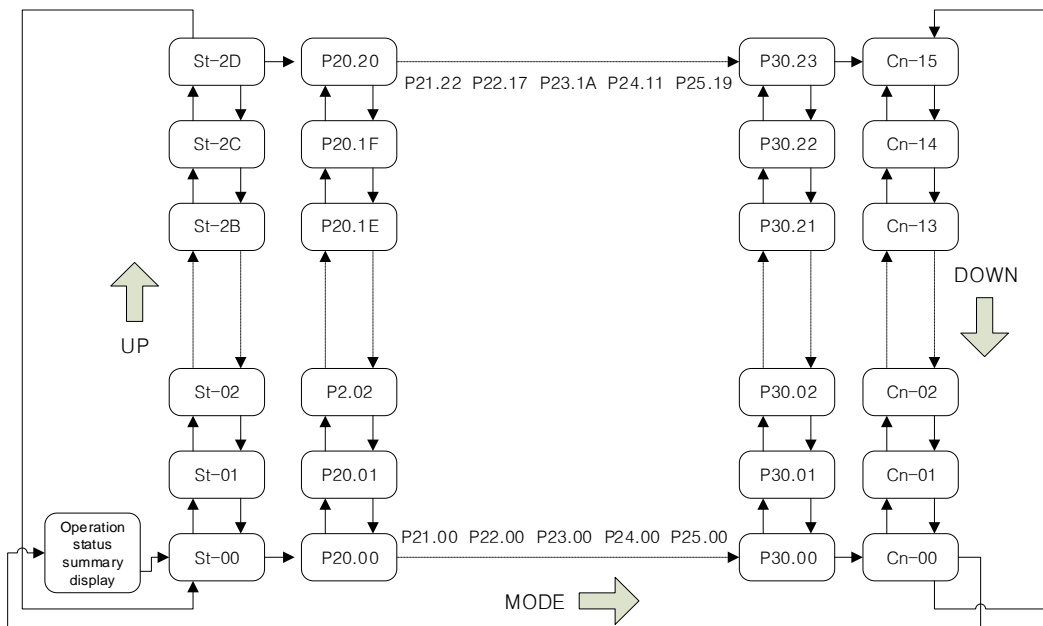 St-2D P20.20 P30.23 Cn-15
P21.22 P22.17 P23.1A P24.11 P25.19
St-2C P20.1F P30.22 Cn-14
St-2B P20.1E P30.21 Cn-13
DOWN
UP
St-02 P2.02 P30.02 Cn-02
St-01 P20.01 P30.01 Cn-01
Operation
status
summary
display
St-00 P20.00 P30.00 Cn-00
P21.00 P22.00 P23.00 P24.00 P25.00
MODE